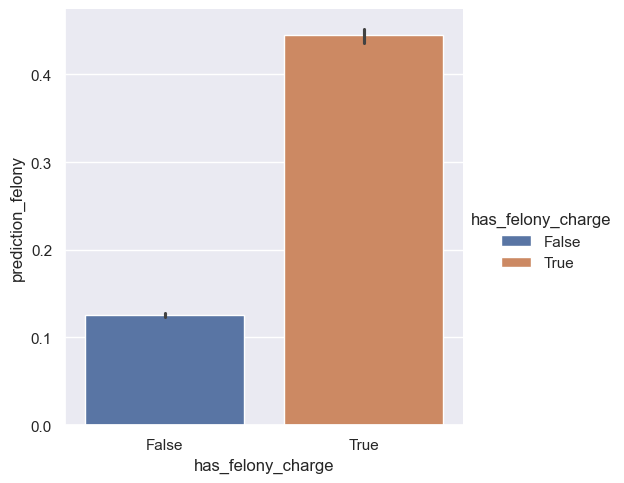 0.4
0.3
0.2
0.1
0.0
prediction_felony
False
True
has_felony_charge
has_felony_charge
False
True